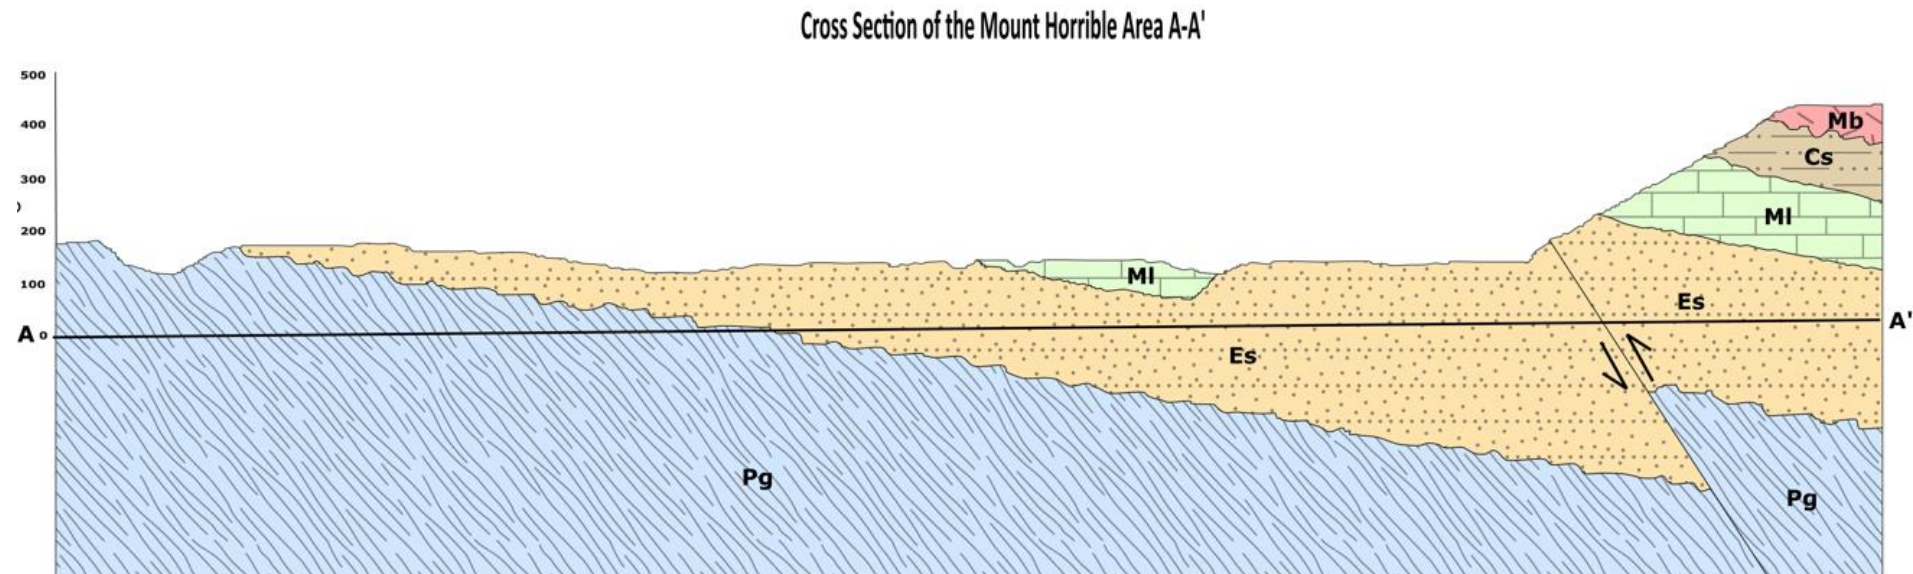 Cross Section of the Mount Horrible Area A-A'
500
400
Mb
Cs
300
Ml
200
Ml
100
Es
A 0
A'
Es
Pg
Pg